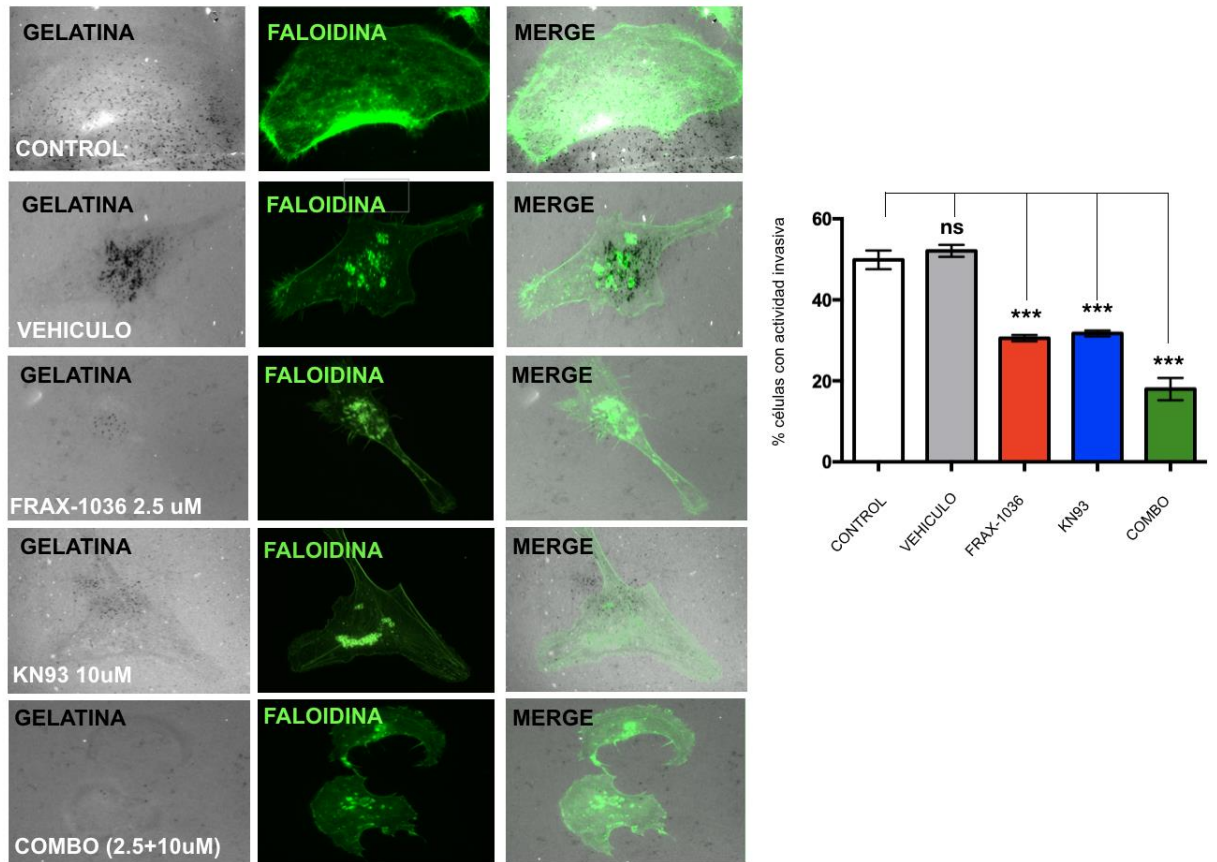 GELATINA
FALOIDINA
MERGE
CONTROL
GELATINA
FALOIDINA
MERGE
VEHICULO
GELATINA
FALOIDINA
MERGE
FRAX-1036 2.5 uM
GELATINA
FALOIDINA
MERGE
KN93 10uM
GELATINA
FALOIDINA
MERGE
COMBO (2.5+10uM)
% células con actividad invasiva
60
40
20
0
ns
***
***
***
CONTROL
VEHICULO
FRAX-1036
KN93
COMBO